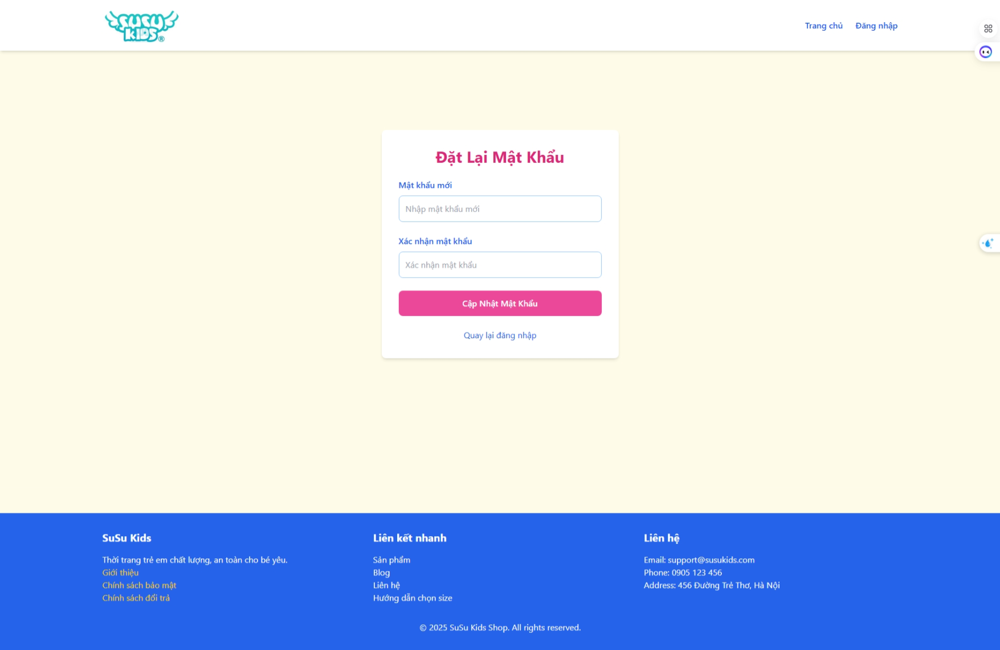 SuSu
KiDS®
Trang chủ Đăng nhập
Đặt Lại Mật Khẩu
Mật khẩu mới
Nhập mật khẩu mới
Xác nhận mật khẩu
Xác nhận mật khẩu
Cập Nhật Mật Khẩu
Quay lại đăng nhập
SuSu Kids
Thời trang trẻ em chất lượng, an toàn cho bé yêu.
Giới thiệu
Chính sách bảo mật
Chính sách đổi trả
Liên kết nhanh
Sản phẩm
Blog
Liên hệ
Hướng dẫn chọn size
Liên hệ
Email: support@susukids.com
Phone: 0905 123 456
Address: 456 Đường Trẻ Thơ, Hà Nội
© 2025 SuSu Kids Shop. All rights reserved.